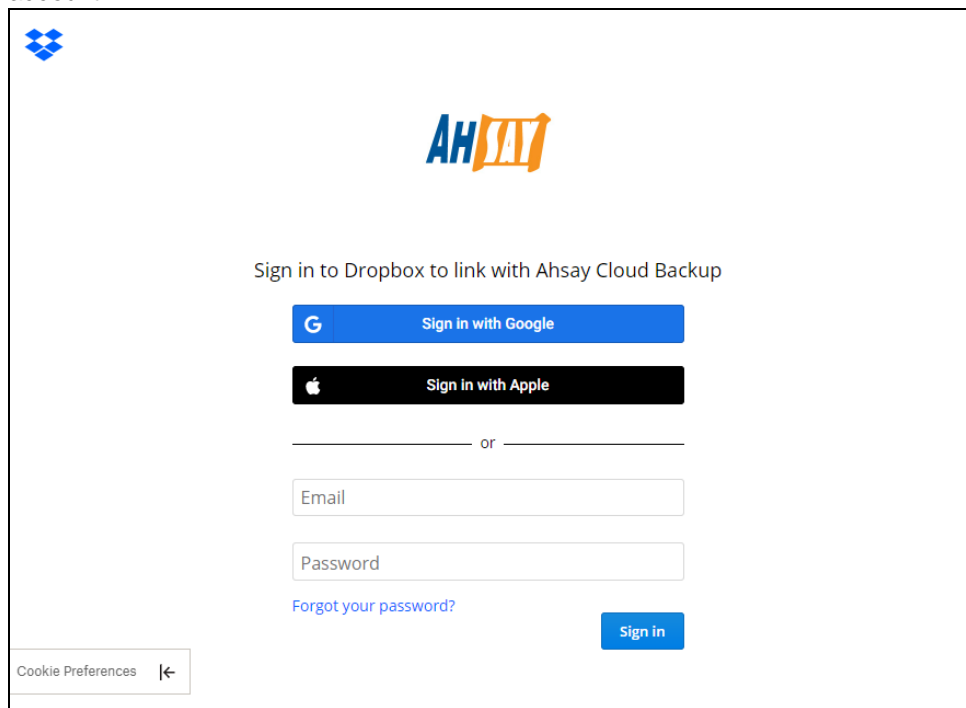 AHSAY
Sign in to Dropbox to link with Ahsay Cloud Backup
G Sign in with Google
Sign in with Apple
or
Email
Password
Forgot your password?
Sign in
Cookie Preferences